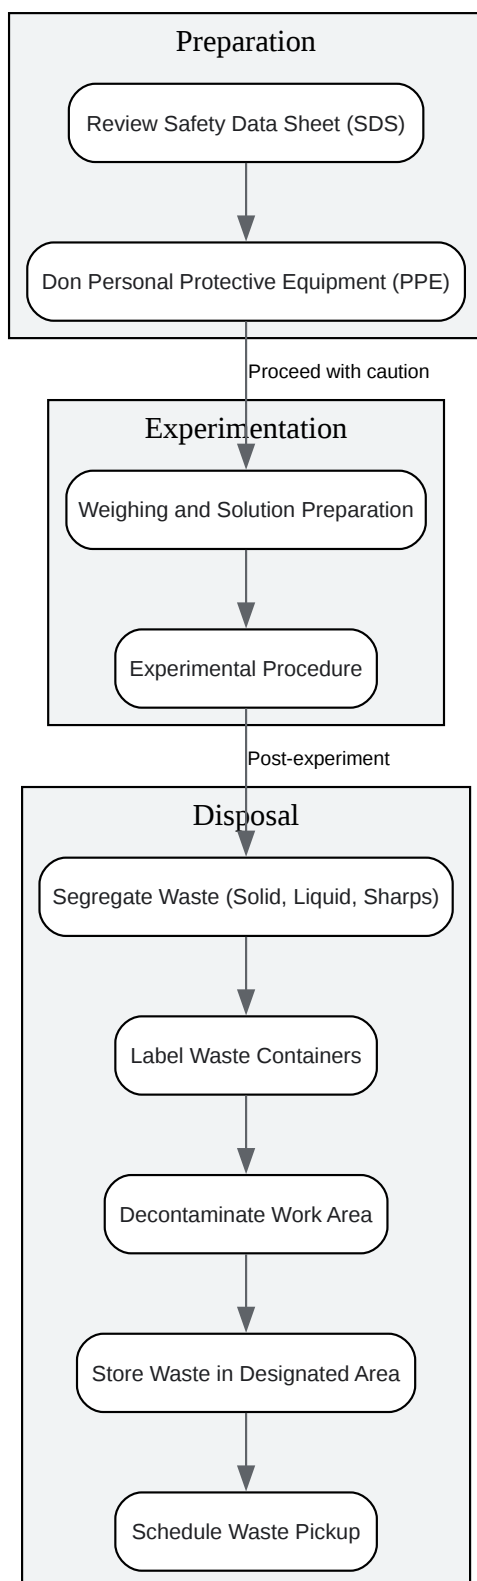 Preparation
Review Safety Data Sheet (SDS)
Don Personal Protective Equipment (PPE)
Proceed with caution
Experimentation
Weighing and Solution Preparation
Experimental Procedure
Post-experiment
Disposal
Segregate Waste (Solid, Liquid, Sharps)
Label Waste Containers
Decontaminate Work Area
Store Waste in Designated Area
Schedule Waste Pickup